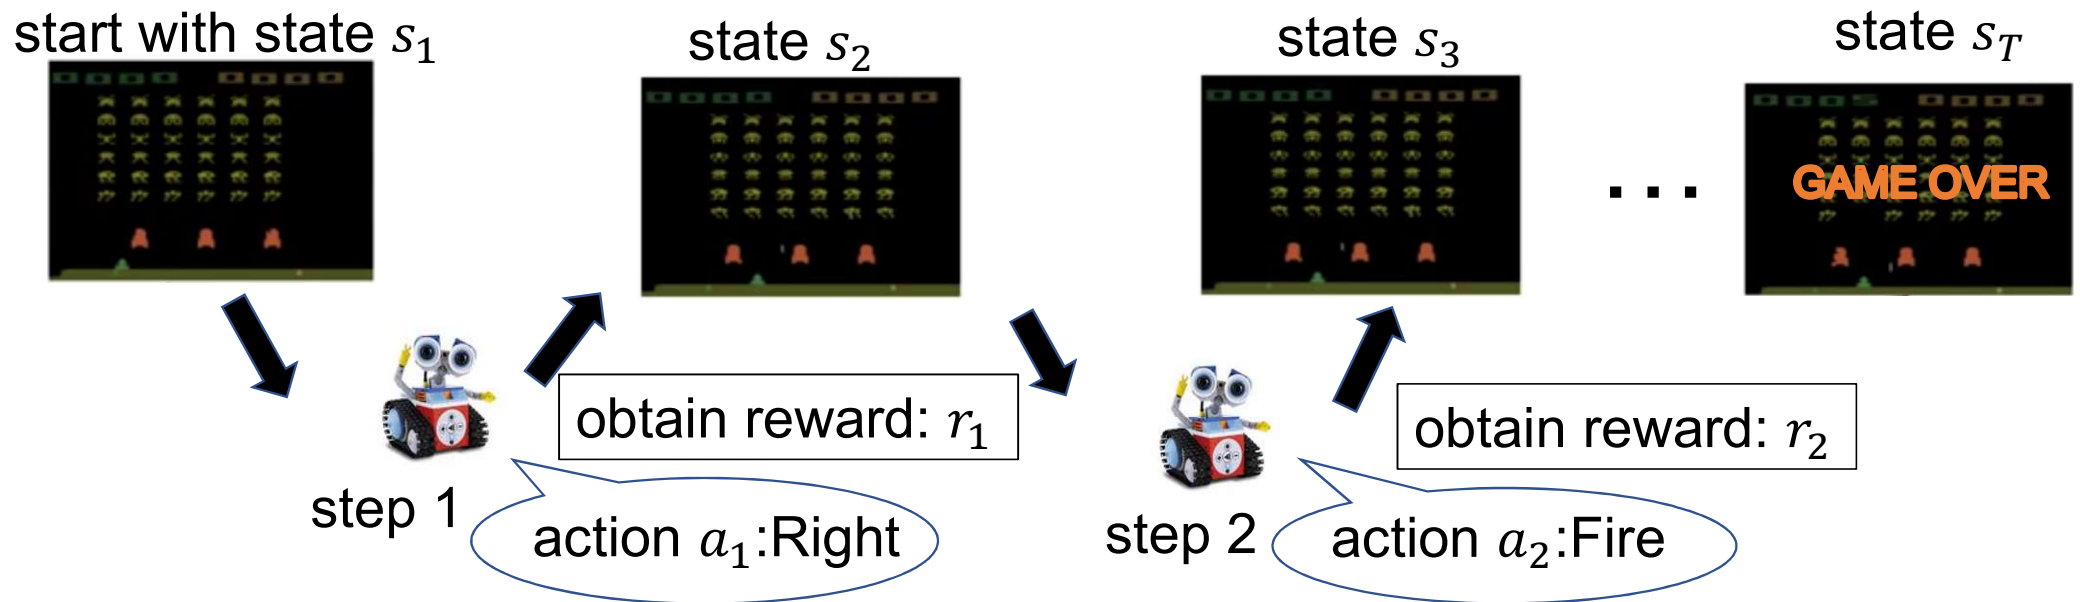 start with state s₁
state s₂
state s₃
state s_T
GAME OVER
. . .
obtain reward: r₁
obtain reward: r₂
step 1
action a₁:Right
step 2
action a₂:Fire